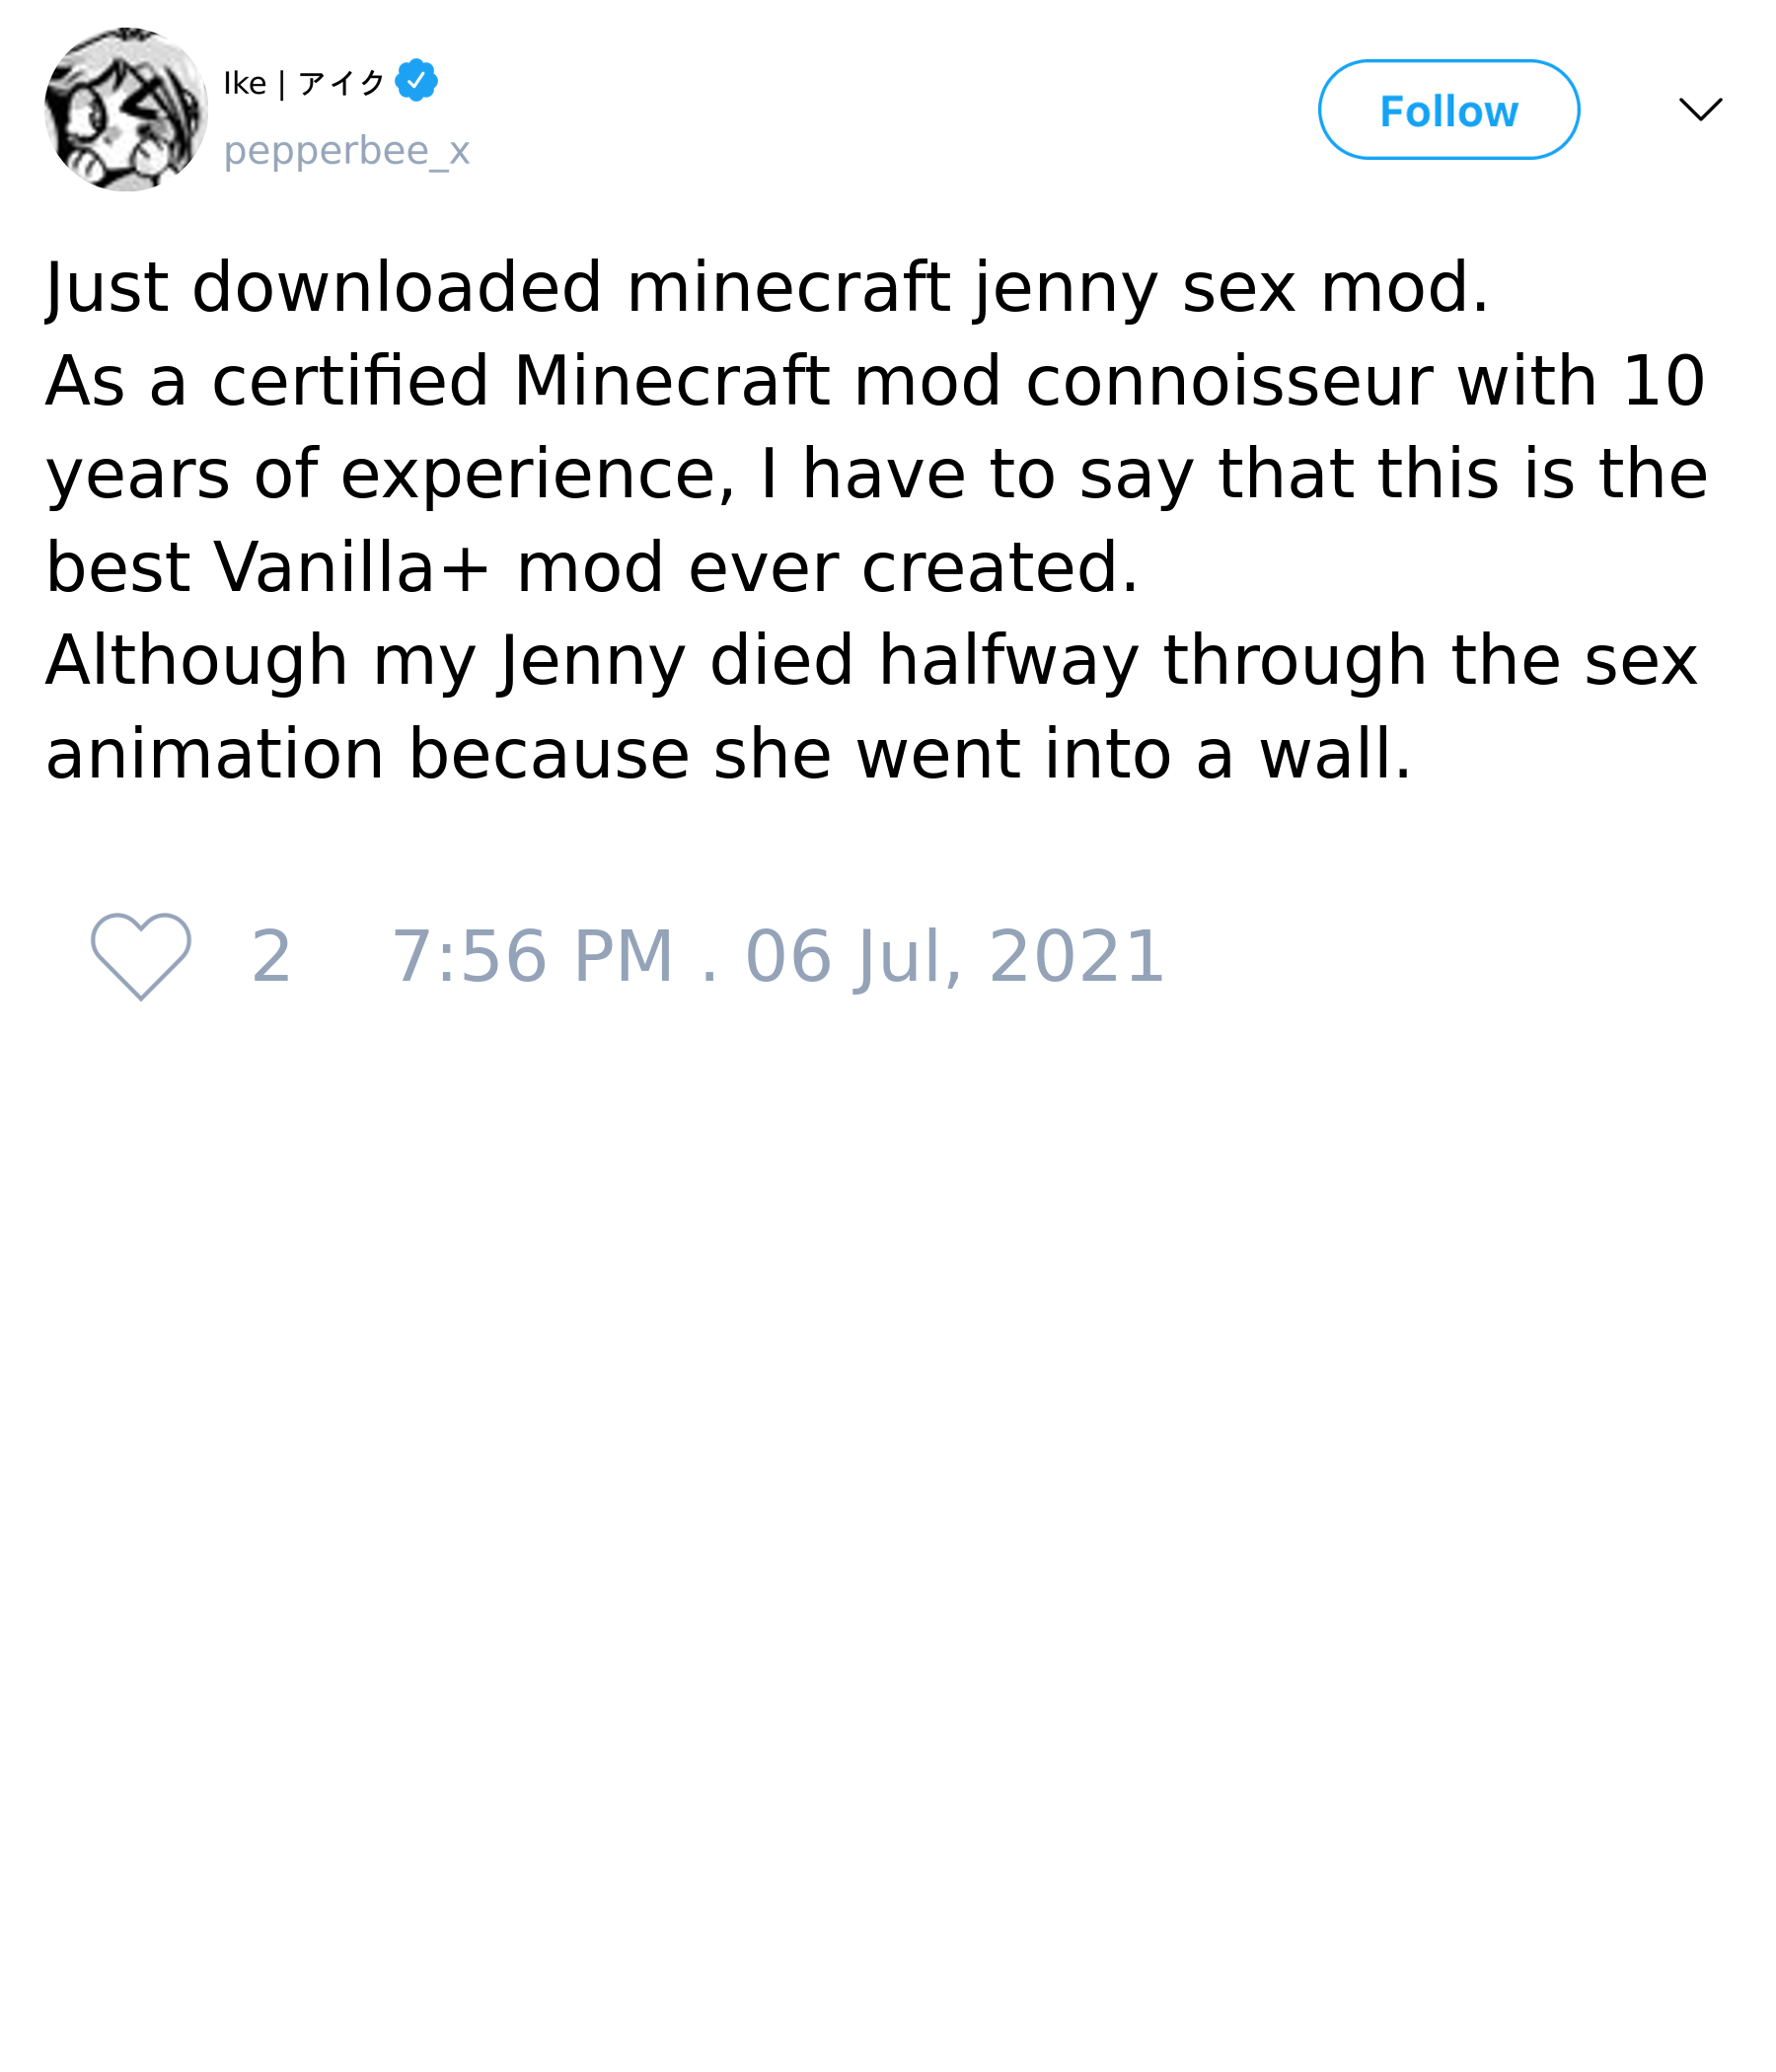 Ike | アイク
pepperbee_x
Follow
Just downloaded minecraft jenny sex mod.
As a certified Minecraft mod connoisseur with 10
years of experience, I have to say that this is the
best Vanilla+ mod ever created.
Although my Jenny died halfway through the sex
animation because she went into a wall.
2 7:56 PM . 06 Jul, 2021